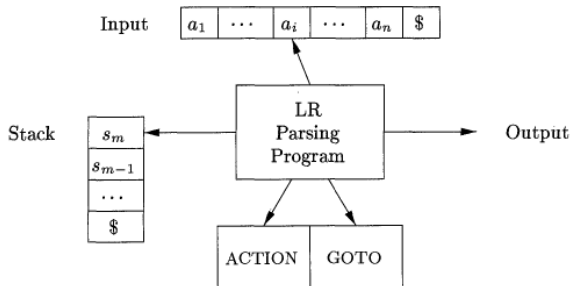 Input a₁ ⋯ aᵢ ⋯ aₙ $
LR
Parsing
Program
Stack
sₘ
sₘ₋₁
⋯
$
Output
ACTION GOTO